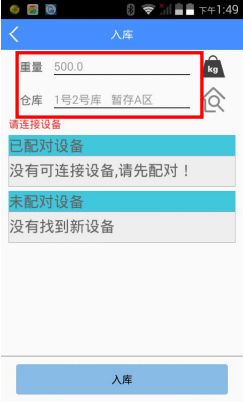 下午1:49
入库
重量 500.0
kg
仓库 1号2号库 暂存A区
请连接设备
已配对设备
没有可连接设备,请先配对！
未配对设备
没有找到新设备
入库